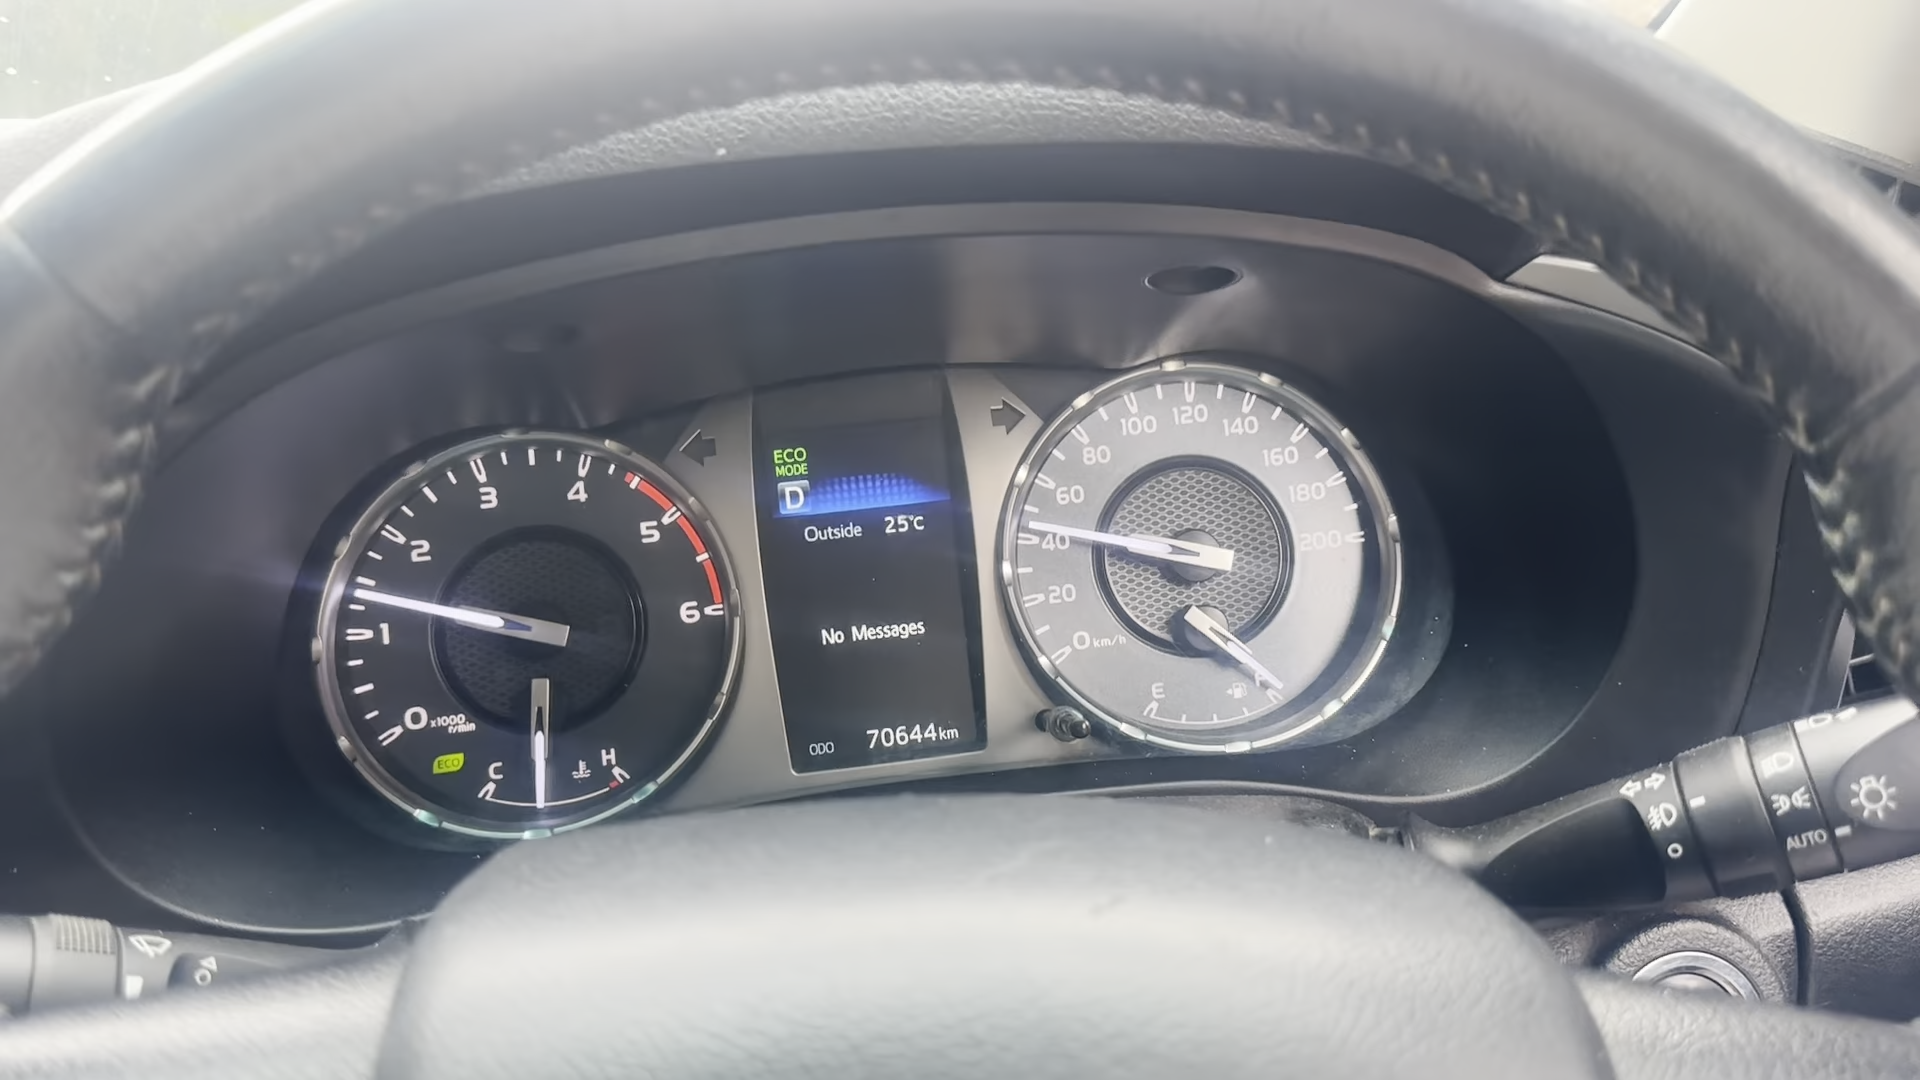 0
1
2
3
4
5
6
x1000
r/min
ECO
C
H
ECO
MODE
D
Outside 25°C
No Messages
ODO 70644km
0 km/h
20
40
60
80
100
120
140
160
180
200
E
AUTO